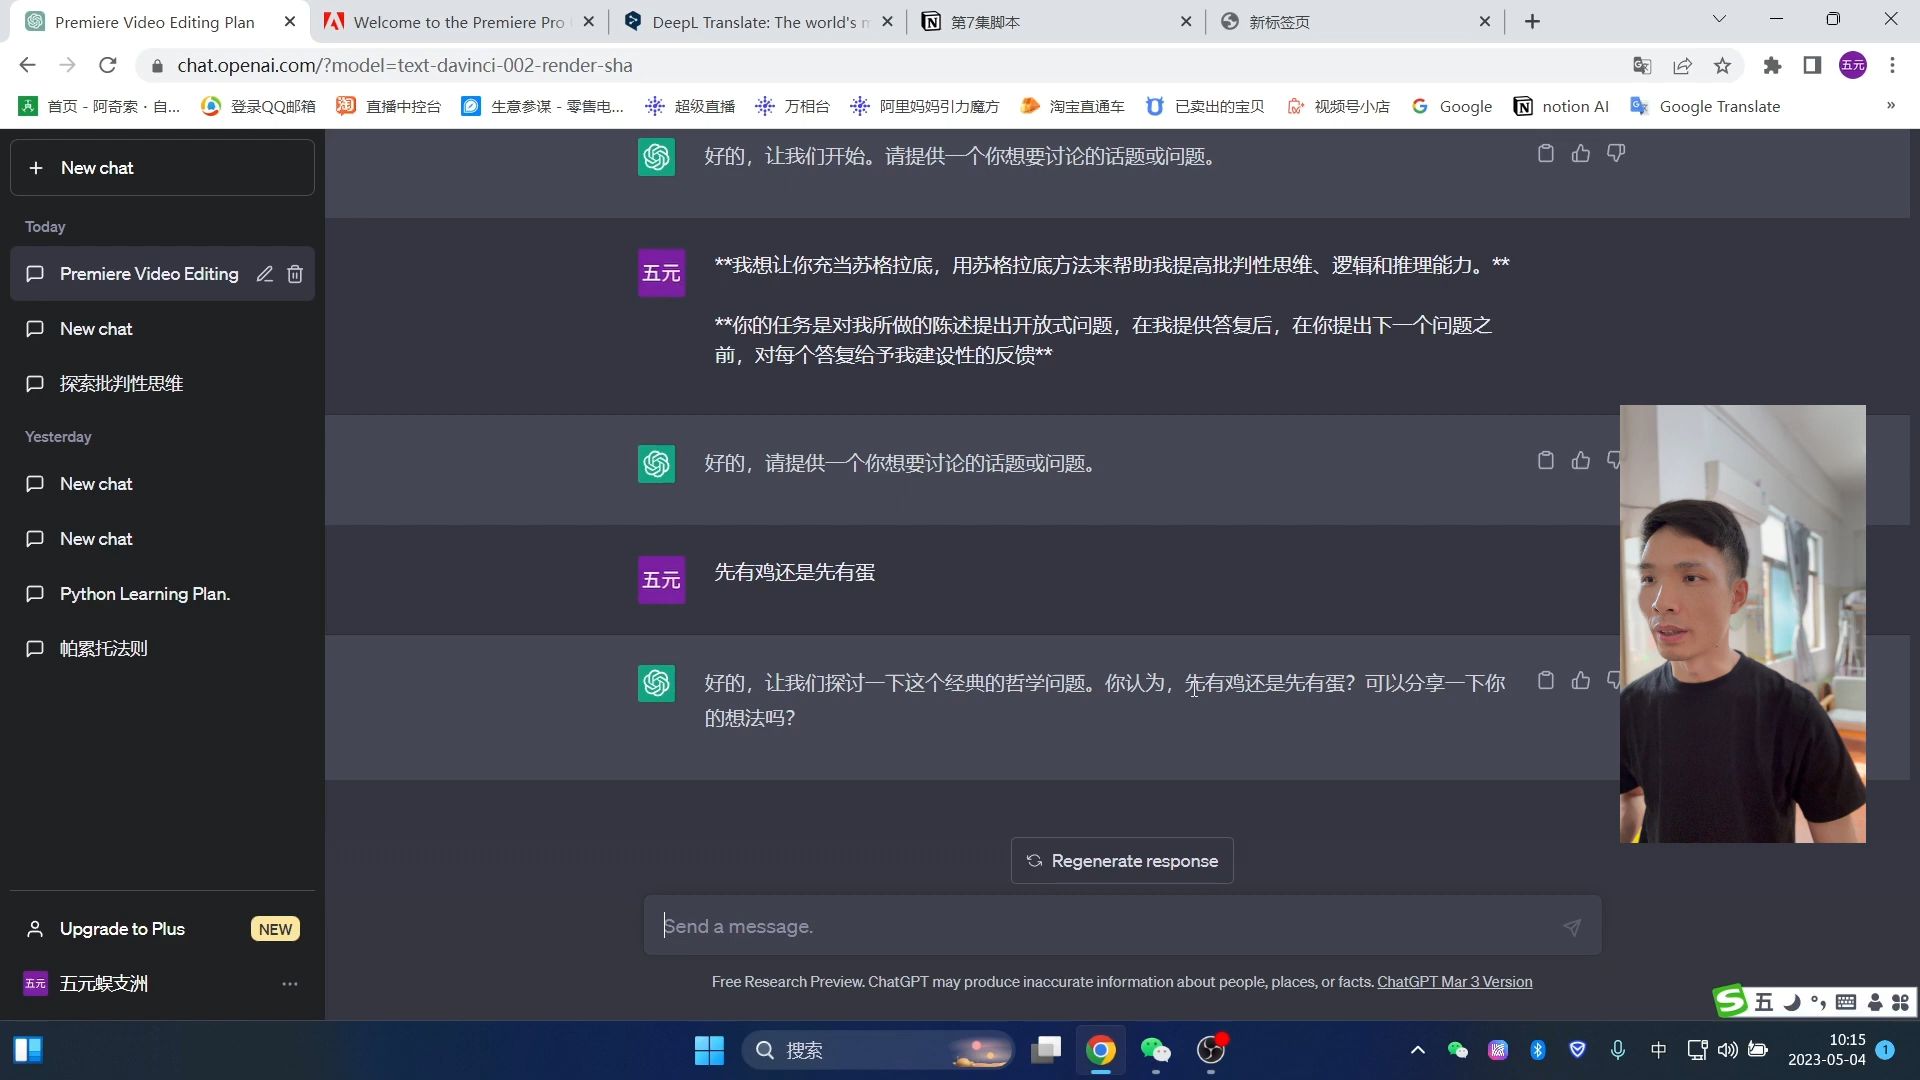 Premiere Video Editing Plan
Welcome to the Premiere Pro
DeepL Translate: The world's m
第7集脚本
新标签页
chat.openai.com/?model=text-davinci-002-render-sha
五元
首页 - 阿奇索 · 自...
登录QQ邮箱
直播中控台
生意参谋 - 零售电...
超级直播
万相台
阿里妈妈引力魔方
淘宝直通车
已卖出的宝贝
视频号小店
Google
notion AI
Google Translate
»
+ New chat
Today
Premiere Video Editing
New chat
探索批判性思维
Yesterday
New chat
New chat
Python Learning Plan.
帕累托法则
Upgrade to Plus
NEW
五元
五元蜈支洲
...
好的，让我们开始。请提供一个你想要讨论的话题或问题。
五元
**我想让你充当苏格拉底，用苏格拉底方法来帮助我提高批判性思维、逻辑和推理能力。**
**你的任务是对我所做的陈述提出开放式问题，在我提供答复后，在你提出下一个问题之
前，对每个答复给予我建设性的反馈**
好的，请提供一个你想要讨论的话题或问题。
五元
先有鸡还是先有蛋
好的，让我们探讨一下这个经典的哲学问题。你认为，先有鸡还是先有蛋？可以分享一下你
的想法吗？
Regenerate response
Send a message.
Free Research Preview. ChatGPT may produce inaccurate information about people, places, or facts. ChatGPT Mar 3 Version
S 五
搜索
中
10:15
2023-05-04
1